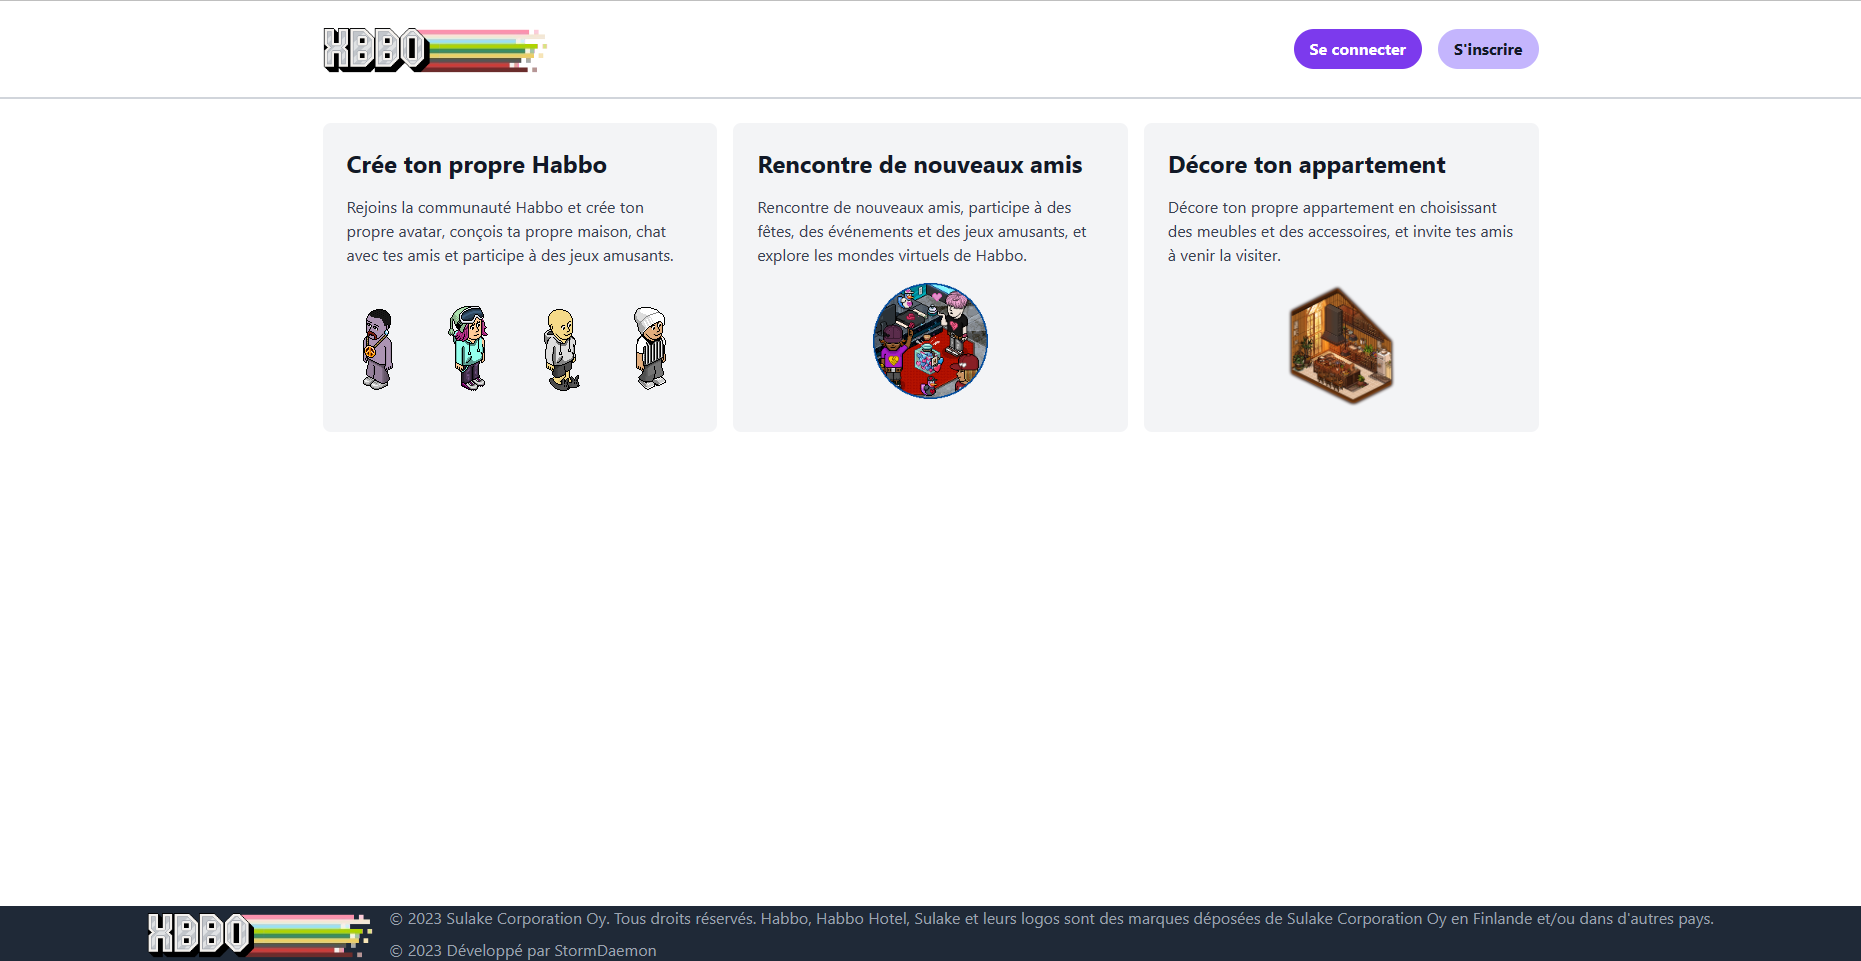 XBBO
Se connecter
S'inscrire
Crée ton propre Habbo
Rejoins la communauté Habbo et crée ton
propre avatar, conçois ta propre maison, chat
avec tes amis et participe à des jeux amusants.
Rencontre de nouveaux amis
Rencontre de nouveaux amis, participe à des
fêtes, des événements et des jeux amusants, et
explore les mondes virtuels de Habbo.
Décore ton appartement
Décore ton propre appartement en choisissant
des meubles et des accessoires, et invite tes amis
à venir la visiter.
XBBO
© 2023 Sulake Corporation Oy. Tous droits réservés. Habbo, Habbo Hotel, Sulake et leurs logos sont des marques déposées de Sulake Corporation Oy en Finlande et/ou dans d'autres pays.
© 2023 Développé par StormDaemon